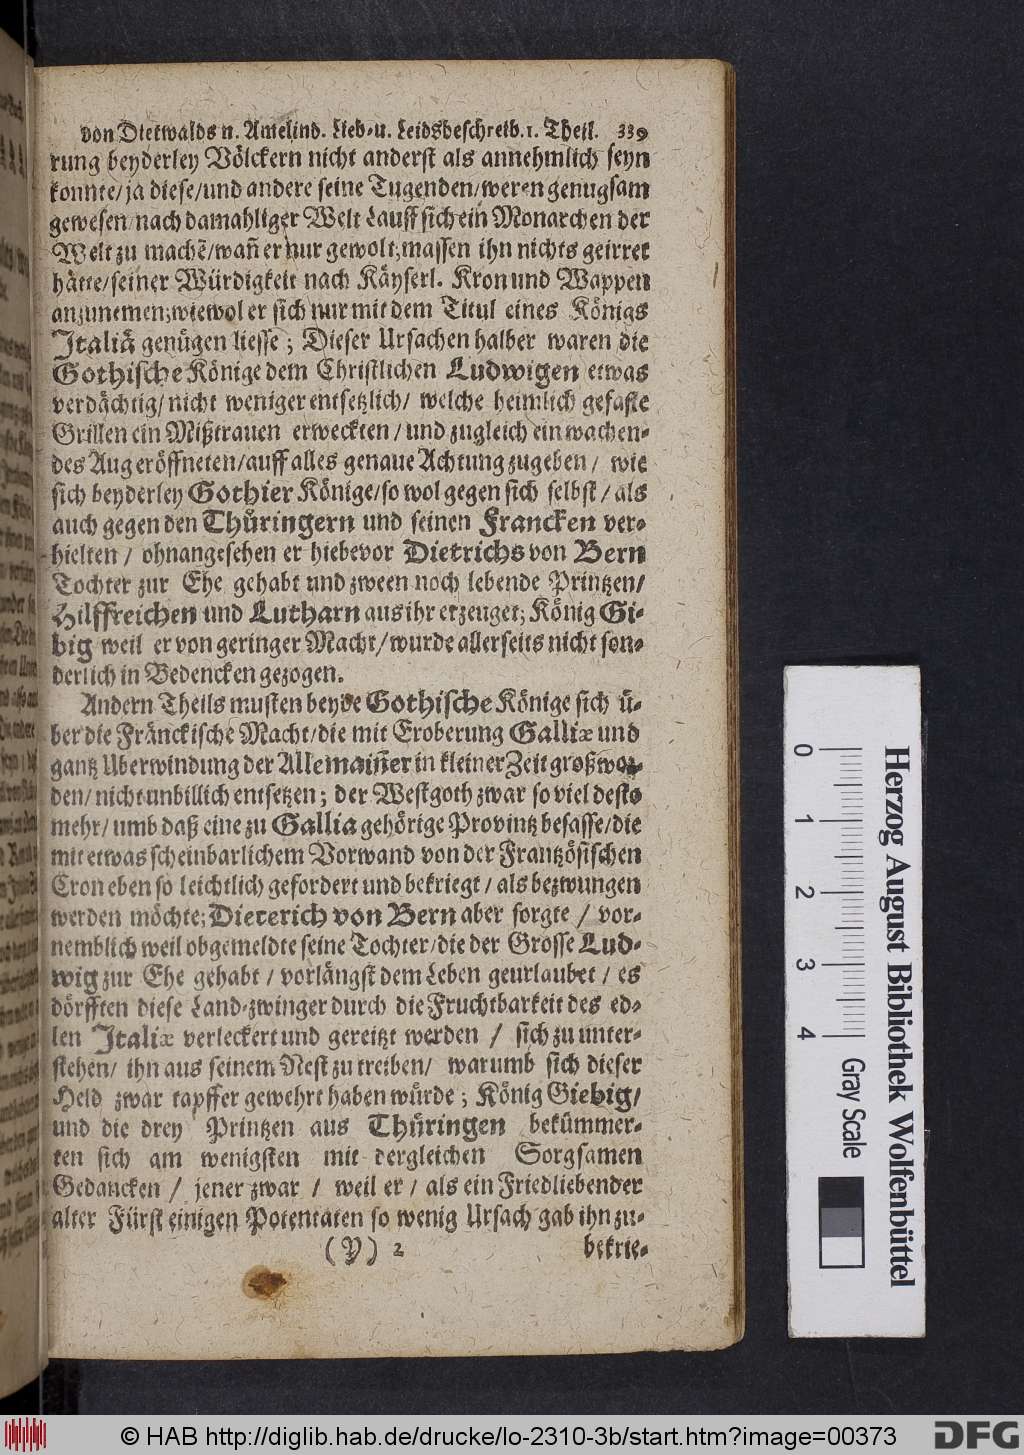 von Dietwalds u. Amelind. Lieb- u. Leidsbeschreib. 1. Theil. 339
rung beyderley Völckern nicht anderst als annehmlich seyn
konnte/ ja diese/ und andere seine Tugenden/ weren genugsam
gewesen/ nach damahliger Welt Lauff sich ein Monarchen der
Welt zu machē/ wañ er nur gewolt; massen ihn nichts geirret
hätte/ seiner Würdigkeit nach Käyserl. Kron und Wappen
anzunemen; wiewol er sich nur mit dem Titul eines Königs
Italiä genügen liesse; Dieser Ursachen halber waren die
Gothische Könige dem Christlichen Ludwigen etwas
verdächtig/ nicht weniger entsetzlich/ welche heimlich gefaste
Grillen ein Mißtrauen erweckten/ und zugleich ein wachen-
des Aug eröffneten/ auff alles genaue Achtung zugeben/ wie
sich beyderley Gothier Könige/ so wol gegen sich selbst/ als
auch gegen den Thüringern und seinen Francken ver-
hielten/ ohnangesehen er hiebevor Dietrichs von Bern
Tochter zur Ehe gehabt und zween noch lebende Printzen/
Hilffreichen und Lutharn aus ihr erzeuget; König Gi-
big weil er von geringer Macht/ wurde allerseits nicht son-
derlich in Bedencken gezogen.
Andern Theils musten beyde Gothische Könige sich ü-
ber die Fränckische Macht/ die mit Eroberung Galliæ und
gantz Uberwindung der Allemaiñer in kleiner Zeit groß wor-
den/ nicht unbillich entsetzen; der Westgoth zwar so viel desto
mehr/ umb daß eine zu Gallia gehörige Provintz besasse/ die
mit etwas scheinbarlichem Vorwand von der Frantzösischen
Cron eben so leichtlich gefordert und bekriegt/ als bezwungen
werden möchte; Dieterich von Bern aber sorgte/ vor-
nemblich weil obgemeldte seine Tochter/ die der Grosse Lud-
wig zur Ehe gehabt/ vorlängst dem Leben geurlaubet/ es
dörfften diese Land-zwinger durch die Fruchtbarkeit des ed-
len Italiæ verleckert und gereitzt werden/ sich zu unter-
stehen/ ihn aus seinem Nest zu treiben/ warumb sich dieser
Held zwar tapffer gewehrt haben würde; König Giebig/
und die drey Printzen aus Thüringen bekümmer-
ten sich am wenigsten mit dergleichen Sorgsamen
Gedancken/ jener zwar/ weil er/ als ein Friedliebender
alter Fürst einigen Potentaten so wenig Ursach gab ihn zu-
(Y) 2 bekrie-
Herzog August Bibliothek Wolfenbüttel
0 1 2 3 4
Gray Scale
© HAB http://diglib.hab.de/drucke/lo-2310-3b/start.htm?image=00373
DFG